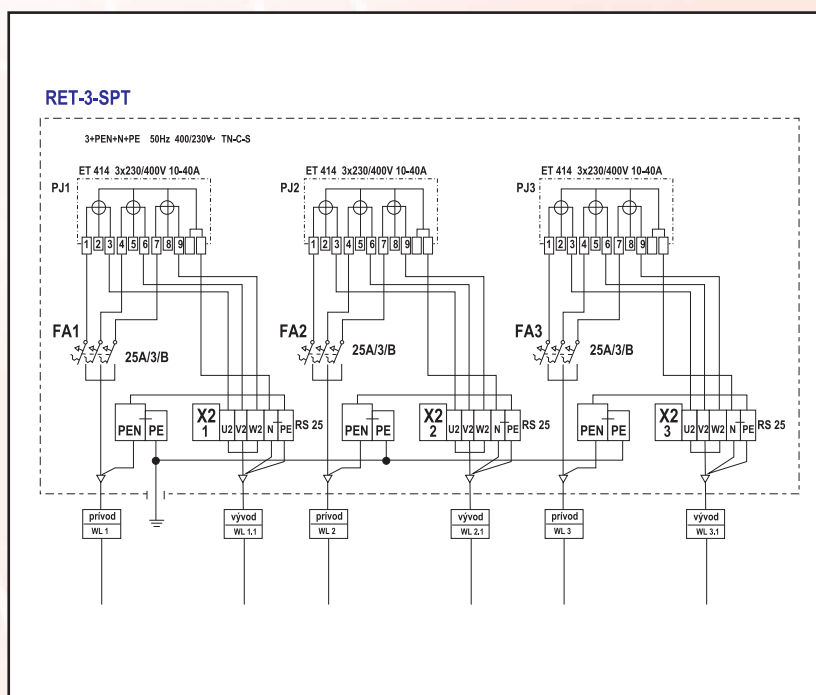 RET-3-SPT
3+PEN+N+PE 50Hz 400/230V~ TN-C-S
ET 414 3x230/400V 10-40A
ET 414 3x230/400V 10-40A
ET 414 3x230/400V 10-40A
PJ1
PJ2
PJ3
1 2 3 4 5 6 7 8 9
1 2 3 4 5 6 7 8 9
1 2 3 4 5 6 7 8 9
FA1
25A/3/B
FA2
25A/3/B
FA3
25A/3/B
PEN PE
X2
1
U2 V2 W2 N PE
RS 25
PEN PE
X2
2
U2 V2 W2 N PE
RS 25
PEN PE
X2
3
U2 V2 W2 N PE
RS 25
prívod
WL 1
vývod
WL 1.1
prívod
WL 2
vývod
WL 2.1
prívod
WL 3
vývod
WL 3.1